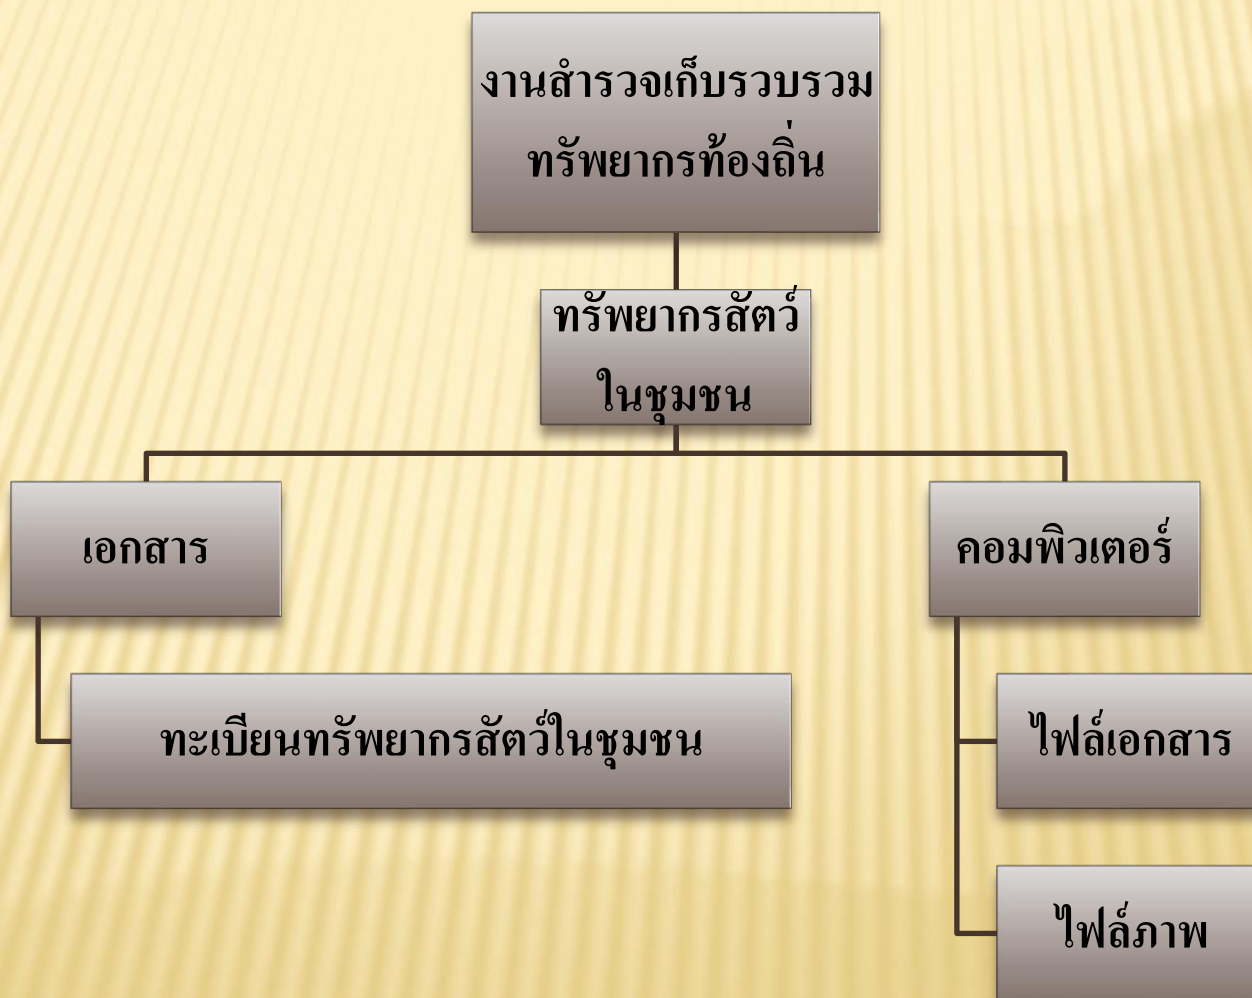 งานสำรวจเก็บรวบรวม
ทรัพยากรท้องถิ่น
ทรัพยากรสัตว์
ในชุมชน
เอกสาร
คอมพิวเตอร์
ทะเบียนทรัพยากรสัตว์ในชุมชน
ไฟล์เอกสาร
ไฟล์ภาพ